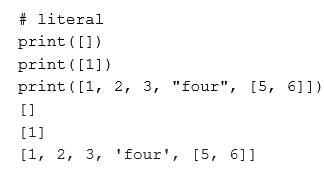 # literal
print([])
print([1])
print([1, 2, 3, "four", [5, 6]])
[]
[1]
[1, 2, 3, 'four', [5, 6]]